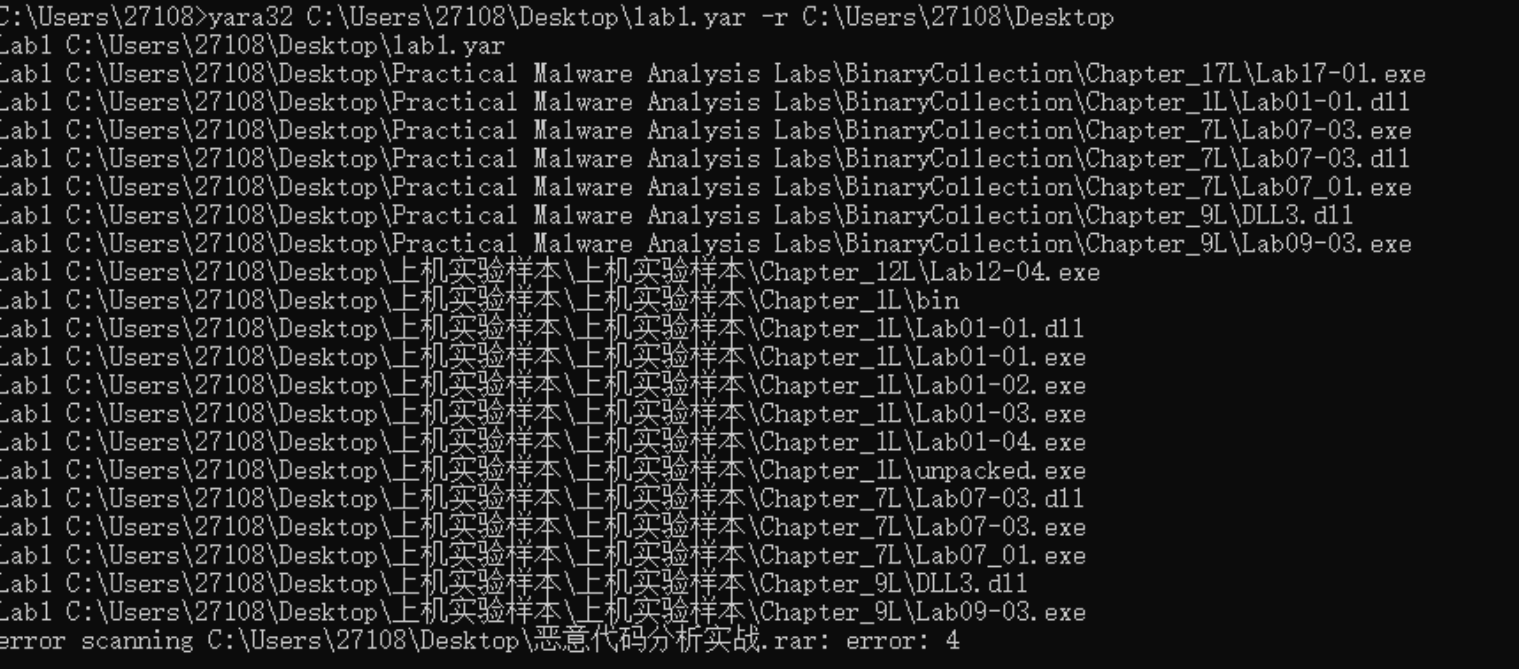 C:\Users\27108>yara32 C:\Users\27108\Desktop\lab1.yar -r C:\Users\27108\Desktop
Lab1 C:\Users\27108\Desktop\lab1.yar
Lab1 C:\Users\27108\Desktop\Practical Malware Analysis Labs\BinaryCollection\Chapter_17L\Lab17-01.exe
Lab1 C:\Users\27108\Desktop\Practical Malware Analysis Labs\BinaryCollection\Chapter_1L\Lab01-01.dll
Lab1 C:\Users\27108\Desktop\Practical Malware Analysis Labs\BinaryCollection\Chapter_7L\Lab07-03.exe
Lab1 C:\Users\27108\Desktop\Practical Malware Analysis Labs\BinaryCollection\Chapter_7L\Lab07-03.dll
Lab1 C:\Users\27108\Desktop\Practical Malware Analysis Labs\BinaryCollection\Chapter_7L\Lab07_01.exe
Lab1 C:\Users\27108\Desktop\Practical Malware Analysis Labs\BinaryCollection\Chapter_9L\DLL3.dll
Lab1 C:\Users\27108\Desktop\Practical Malware Analysis Labs\BinaryCollection\Chapter_9L\Lab09-03.exe
Lab1 C:\Users\27108\Desktop\上机实验样本\上机实验样本\Chapter_12L\Lab12-04.exe
Lab1 C:\Users\27108\Desktop\上机实验样本\上机实验样本\Chapter_1L\bin
Lab1 C:\Users\27108\Desktop\上机实验样本\上机实验样本\Chapter_1L\Lab01-01.dll
Lab1 C:\Users\27108\Desktop\上机实验样本\上机实验样本\Chapter_1L\Lab01-01.exe
Lab1 C:\Users\27108\Desktop\上机实验样本\上机实验样本\Chapter_1L\Lab01-02.exe
Lab1 C:\Users\27108\Desktop\上机实验样本\上机实验样本\Chapter_1L\Lab01-03.exe
Lab1 C:\Users\27108\Desktop\上机实验样本\上机实验样本\Chapter_1L\Lab01-04.exe
Lab1 C:\Users\27108\Desktop\上机实验样本\上机实验样本\Chapter_1L\unpacked.exe
Lab1 C:\Users\27108\Desktop\上机实验样本\上机实验样本\Chapter_7L\Lab07-03.dll
Lab1 C:\Users\27108\Desktop\上机实验样本\上机实验样本\Chapter_7L\Lab07-03.exe
Lab1 C:\Users\27108\Desktop\上机实验样本\上机实验样本\Chapter_7L\Lab07_01.exe
Lab1 C:\Users\27108\Desktop\上机实验样本\上机实验样本\Chapter_9L\DLL3.dll
Lab1 C:\Users\27108\Desktop\上机实验样本\上机实验样本\Chapter_9L\Lab09-03.exe
error scanning C:\Users\27108\Desktop\恶意代码分析实战.rar: error: 4